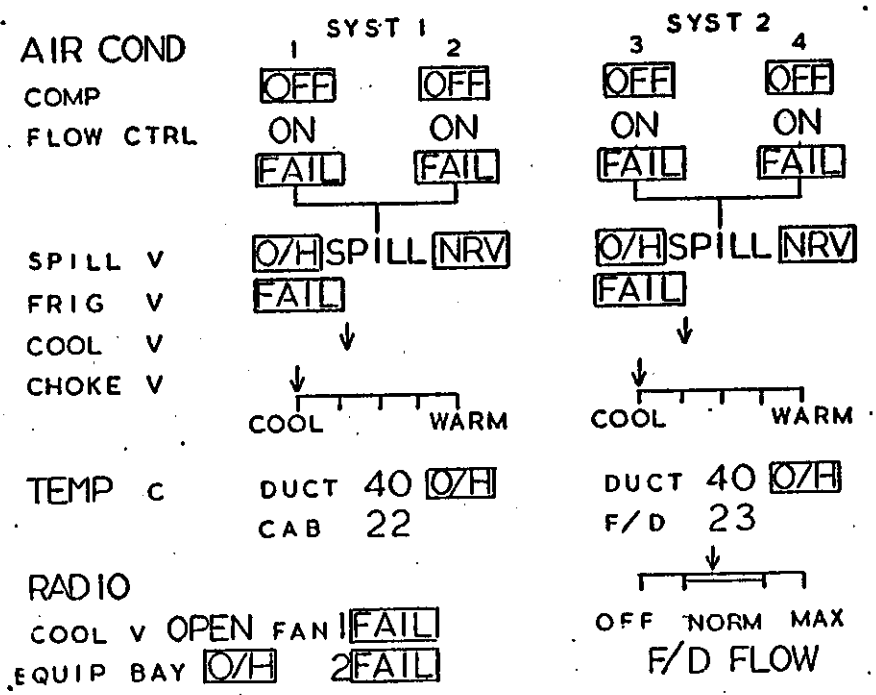 SYST 1 SYST 2
AIR COND 1 2 3 4
COMP OFF OFF OFF OFF
FLOW CTRL ON ON ON ON
FAIL FAIL FAIL FAIL
SPILL V O/H SPILL NRV O/H SPILL NRV
FRIG V FAIL FAIL
COOL V
CHOKE V
COOL WARM COOL WARM
TEMP C DUCT 40 O/H DUCT 40 O/H
CAB 22 F/D 23
RADIO
COOL V OPEN FAN 1 FAIL OFF NORM MAX
EQUIP BAY O/H 2 FAIL F/D FLOW